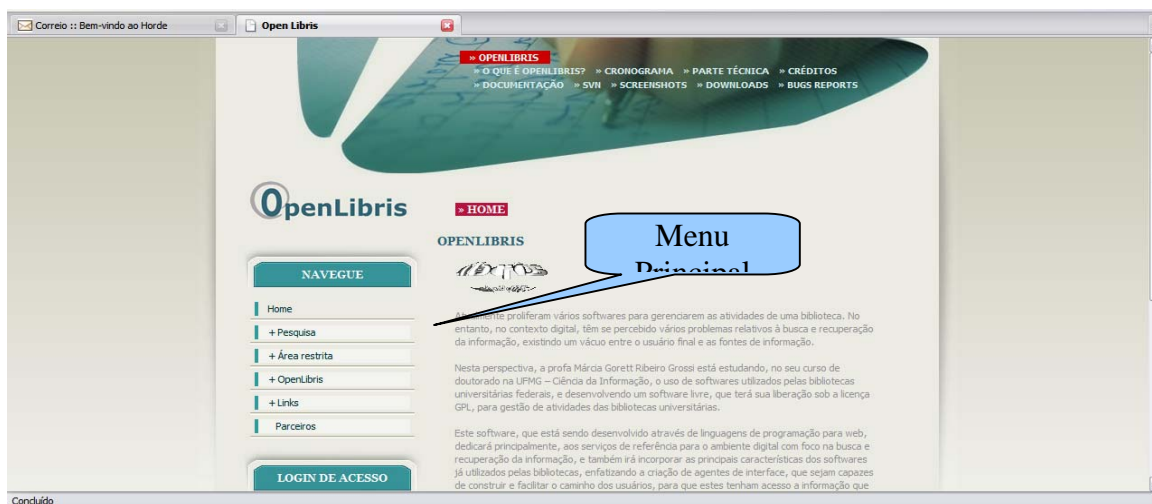 Correio :: Bem-vindo ao Horde
Open Libris
» OPENLIBRIS
» O QUE É OPENLIBRIS? » CRONOGRAMA » PARTE TÉCNICA » CRÉDITOS
» DOCUMENTAÇÃO » SVN » SCREENSHOTS » DOWNLOADS » BUGS REPORTS
OpenLibris
» HOME
OPENLIBRIS
Menu
Principal
NAVEGUE
Home
+ Pesquisa
+ Área restrita
+ OpenLibris
+ Links
Parceiros
LOGIN DE ACESSO
proliferam vários softwares para gerenciarem as atividades de uma biblioteca. No
entanto, no contexto digital, têm se percebido vários problemas relativos à busca e recuperação
da informação, existindo um vácuo entre o usuário final e as fontes de informação.
Nesta perspectiva, a profa Márcia Gorett Ribeiro Grossi está estudando, no seu curso de
doutorado na UFMG – Ciência da Informação, o uso de softwares utilizados pelas bibliotecas
universitárias federais, e desenvolvendo um software livre, que terá sua liberação sob a licença
GPL, para gestão de atividades das bibliotecas universitárias.
Este software, que está sendo desenvolvido através de linguagens de programação para web,
dedicará principalmente, aos serviços de referência para o ambiente digital com foco na busca e
recuperação da informação, e também irá incorporar as principais características dos softwares
já utilizados pelas bibliotecas, enfatizando a criação de agentes de interface, que sejam capazes
de construir e facilitar o caminho dos usuários, para que estes tenham acesso a informação que
Concluído